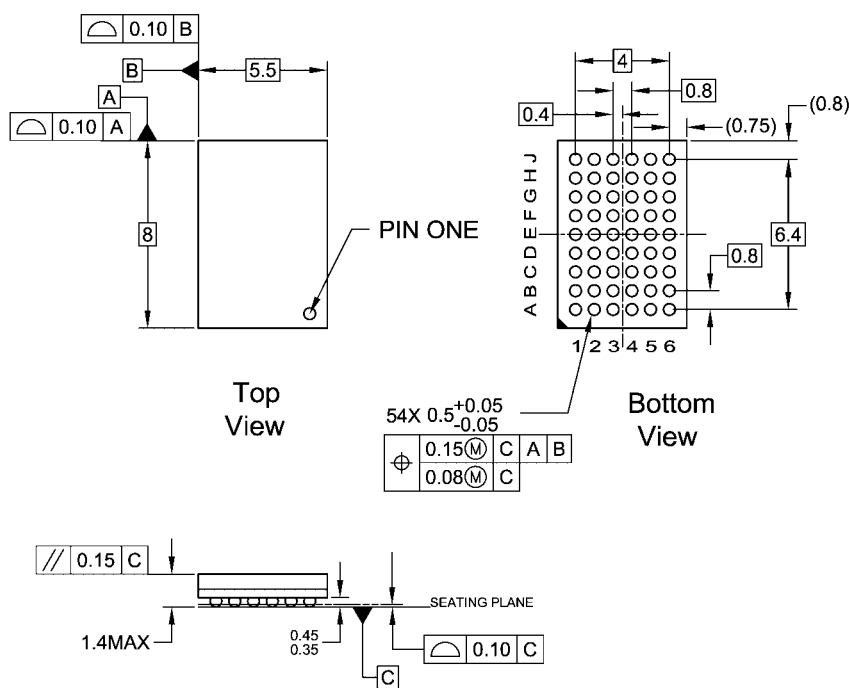 0.10 B
B
5.5
A
0.10 A
8
PIN ONE
Top
View
4
0.8
0.4
(0.75)
(0.8)
J
H
G
F
E
D
C
B
A
6.4
0.8
1 2 3 4 5 6
54X 0.5 +0.05
-0.05
0.15 Ⓜ C A B
0.08 Ⓜ C
Bottom
View
// 0.15 C
1.4MAX
0.45
0.35
SEATING PLANE
0.10 C
C